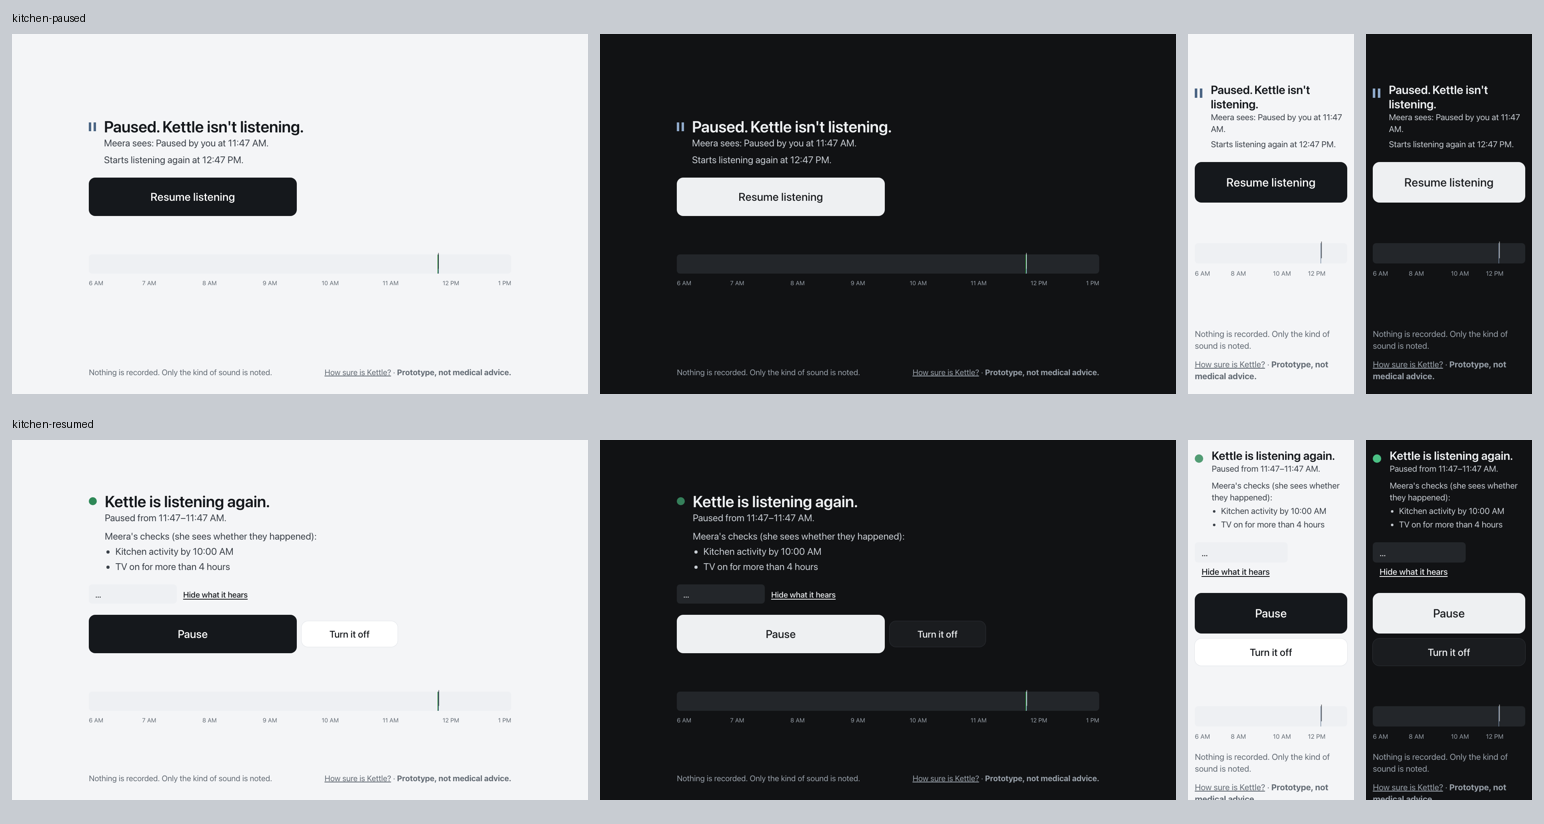 kitchen-paused
Paused. Kettle isn't listening.
Meera sees: Paused by you at 11:47 AM.
Starts listening again at 12:47 PM.
Resume listening
6 AM 7 AM 8 AM 9 AM 10 AM 11 AM 12 PM 1 PM
Nothing is recorded. Only the kind of sound is noted.
How sure is Kettle? · Prototype, not medical advice.
Paused. Kettle isn't listening.
Meera sees: Paused by you at 11:47 AM.
Starts listening again at 12:47 PM.
Resume listening
6 AM 7 AM 8 AM 9 AM 10 AM 11 AM 12 PM 1 PM
Nothing is recorded. Only the kind of sound is noted.
How sure is Kettle? · Prototype, not medical advice.
Paused. Kettle isn't
listening.
Meera sees: Paused by you at 11:47
AM.
Starts listening again at 12:47 PM.
Resume listening
6 AM 8 AM 10 AM 12 PM
Nothing is recorded. Only the kind of
sound is noted.
How sure is Kettle? · Prototype, not
medical advice.
Paused. Kettle isn't
listening.
Meera sees: Paused by you at 11:47
AM.
Starts listening again at 12:47 PM.
Resume listening
6 AM 8 AM 10 AM 12 PM
Nothing is recorded. Only the kind of
sound is noted.
How sure is Kettle? · Prototype, not
medical advice.
kitchen-resumed
Kettle is listening again.
Paused from 11:47–11:47 AM.
Meera's checks (she sees whether they happened):
• Kitchen activity by 10:00 AM
• TV on for more than 4 hours
...
Hide what it hears
Pause
Turn it off
6 AM 7 AM 8 AM 9 AM 10 AM 11 AM 12 PM 1 PM
Nothing is recorded. Only the kind of sound is noted.
How sure is Kettle? · Prototype, not medical advice.
Kettle is listening again.
Paused from 11:47–11:47 AM.
Meera's checks (she sees whether they happened):
• Kitchen activity by 10:00 AM
• TV on for more than 4 hours
...
Hide what it hears
Pause
Turn it off
6 AM 7 AM 8 AM 9 AM 10 AM 11 AM 12 PM 1 PM
Nothing is recorded. Only the kind of sound is noted.
How sure is Kettle? · Prototype, not medical advice.
Kettle is listening again.
Paused from 11:47–11:47 AM.
Meera's checks (she sees whether
they happened):
• Kitchen activity by 10:00 AM
• TV on for more than 4 hours
...
Hide what it hears
Pause
Turn it off
6 AM 8 AM 10 AM 12 PM
Nothing is recorded. Only the kind of
sound is noted.
How sure is Kettle? · Prototype, not
medical advice.
Kettle is listening again.
Paused from 11:47–11:47 AM.
Meera's checks (she sees whether
they happened):
• Kitchen activity by 10:00 AM
• TV on for more than 4 hours
...
Hide what it hears
Pause
Turn it off
6 AM 8 AM 10 AM 12 PM
Nothing is recorded. Only the kind of
sound is noted.
How sure is Kettle? · Prototype, not
medical advice.